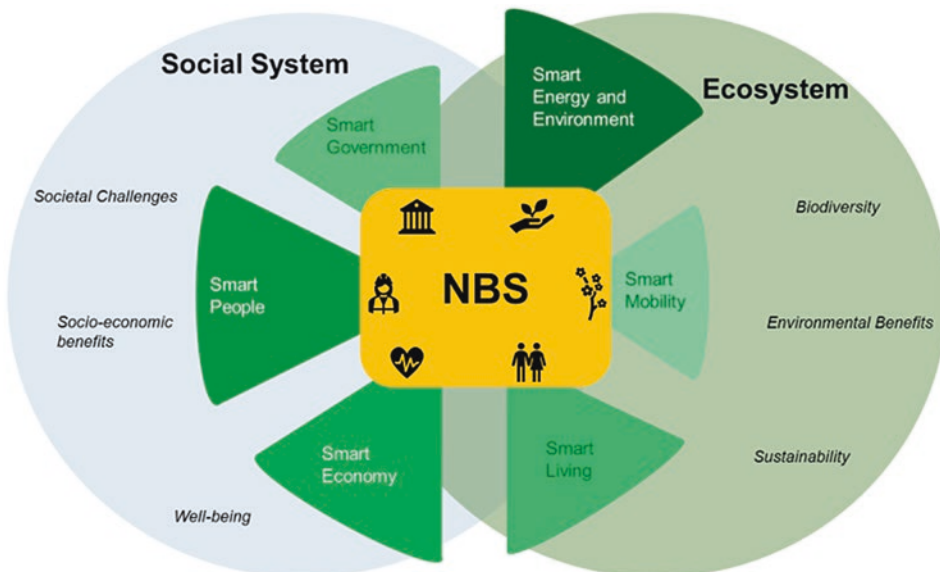 Social System
Ecosystem
Smart
Energy and
Environment
Smart
Government
Societal Challenges
Biodiversity
Smart
People
NBS
Smart
Mobility
Socio-economic
benefits
Environmental Benefits
Smart
Economy
Smart
Living
Sustainability
Well-being